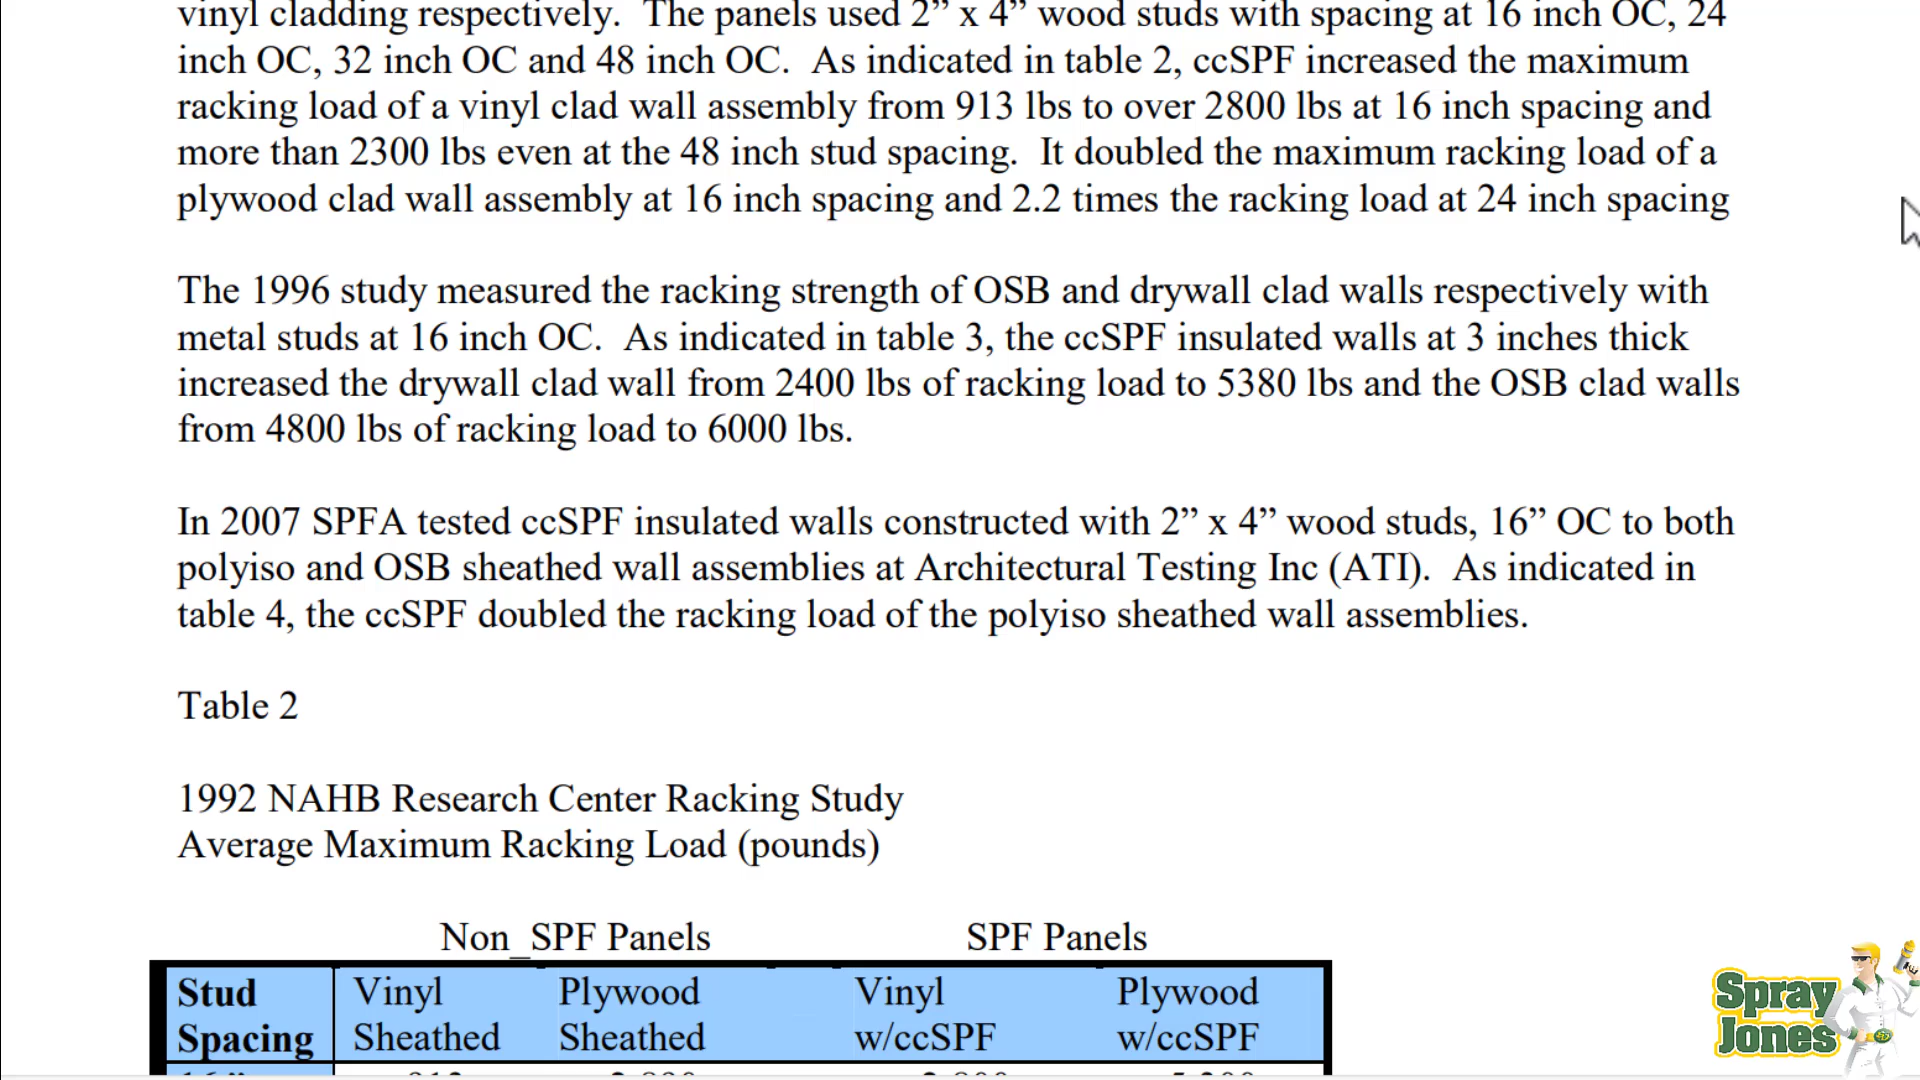 vinyl cladding respectively. The panels used 2” x 4” wood studs with spacing at 16 inch OC, 24
inch OC, 32 inch OC and 48 inch OC. As indicated in table 2, ccSPF increased the maximum
racking load of a vinyl clad wall assembly from 913 lbs to over 2800 lbs at 16 inch spacing and
more than 2300 lbs even at the 48 inch stud spacing. It doubled the maximum racking load of a
plywood clad wall assembly at 16 inch spacing and 2.2 times the racking load at 24 inch spacing
The 1996 study measured the racking strength of OSB and drywall clad walls respectively with
metal studs at 16 inch OC. As indicated in table 3, the ccSPF insulated walls at 3 inches thick
increased the drywall clad wall from 2400 lbs of racking load to 5380 lbs and the OSB clad walls
from 4800 lbs of racking load to 6000 lbs.
In 2007 SPFA tested ccSPF insulated walls constructed with 2” x 4” wood studs, 16” OC to both
polyiso and OSB sheathed wall assemblies at Architectural Testing Inc (ATI). As indicated in
table 4, the ccSPF doubled the racking load of the polyiso sheathed wall assemblies.
Table 2
1992 NAHB Research Center Racking Study
Average Maximum Racking Load (pounds)
Non_SPF Panels SPF Panels
Stud Vinyl Plywood Vinyl Plywood
Spacing Sheathed Sheathed w/ccSPF w/ccSPF
Spray
Jones